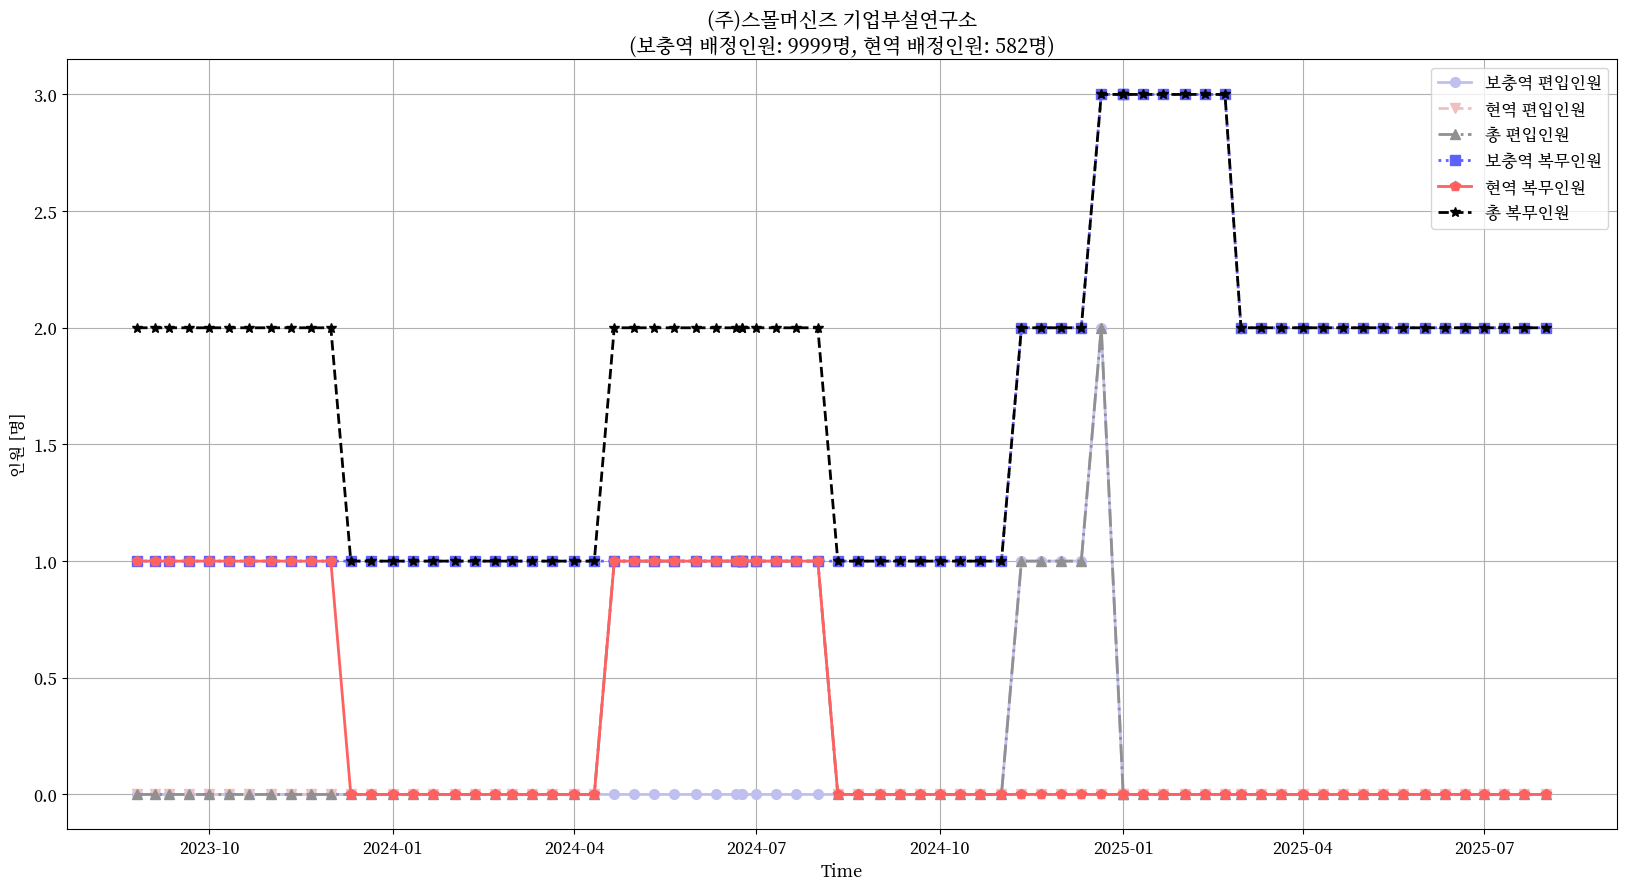 (주)스몰머신즈 기업부설연구소
(보충역 배정인원: 9999명, 현역 배정인원: 582명)
보충역 편입인원
현역 편입인원
총 편입인원
보충역 복무인원
현역 복무인원
총 복무인원
3.0
2.5
2.0
1.5
1.0
0.5
0.0
인원 [명]
2023-10
2024-01
2024-04
2024-07
2024-10
2025-01
2025-04
2025-07
Time